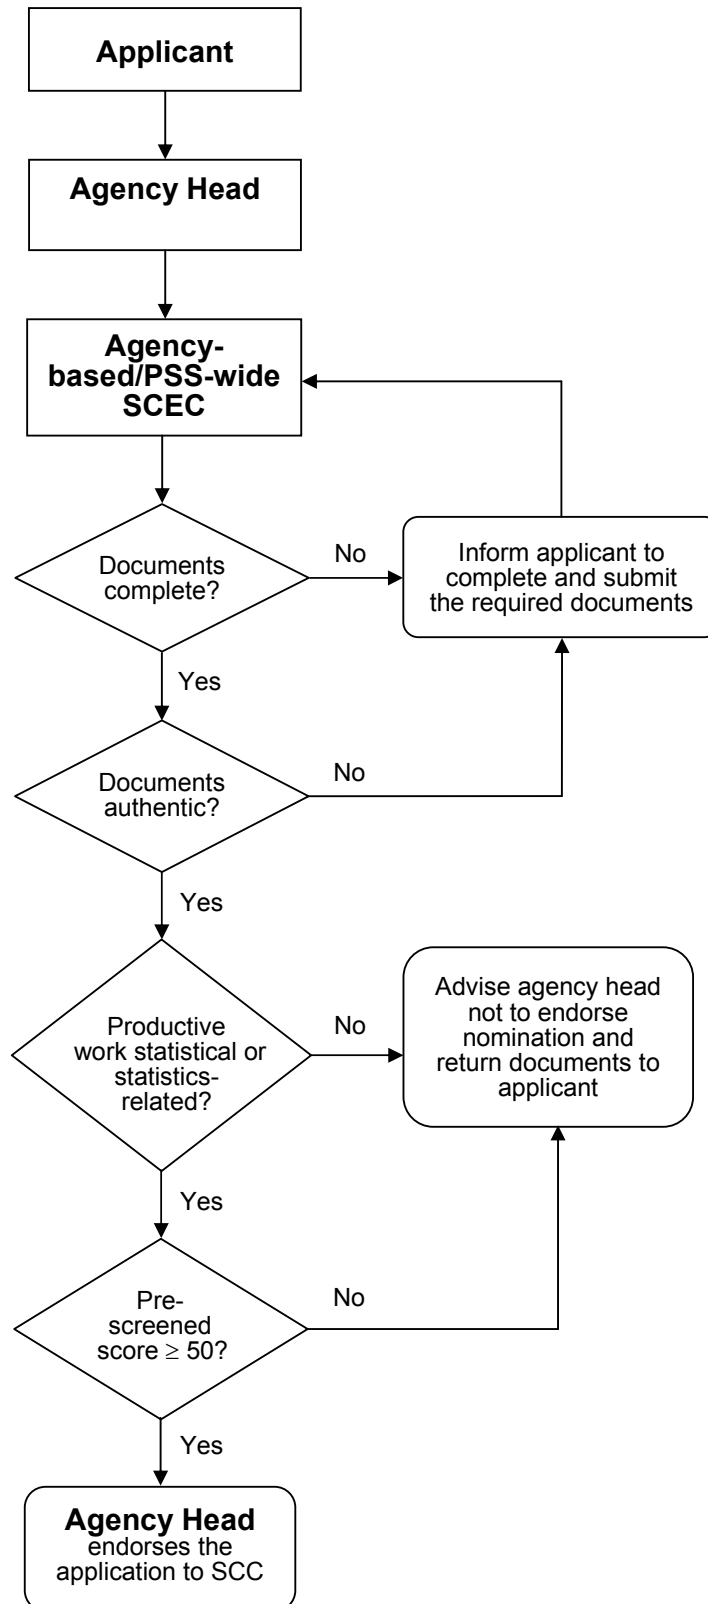 Applicant
Agency Head
Agency-
based/PSS-wide
SCEC
Documents
complete?
No
Inform applicant to
complete and submit
the required documents
Yes
Documents
authentic?
No
Yes
Productive
work statistical or
statistics-
related?
No
Advise agency head
not to endorse
nomination and
return documents to
applicant
Yes
Pre-
screened
score ≥ 50?
No
Yes
Agency Head
endorses the
application to SCC